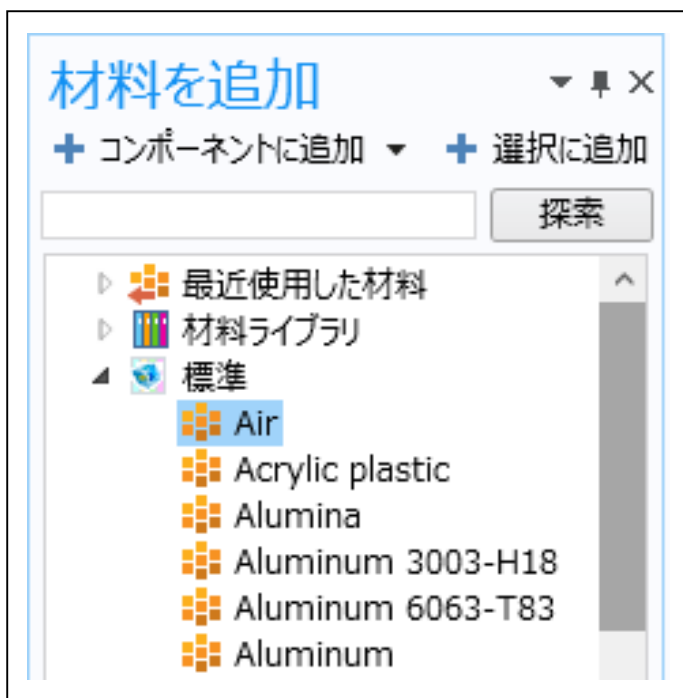 材料を追加
コンポーネントに追加 選択に追加
探索
最近使用した材料
材料ライブラリ
標準
Air
Acrylic plastic
Alumina
Aluminum 3003-H18
Aluminum 6063-T83
Aluminum